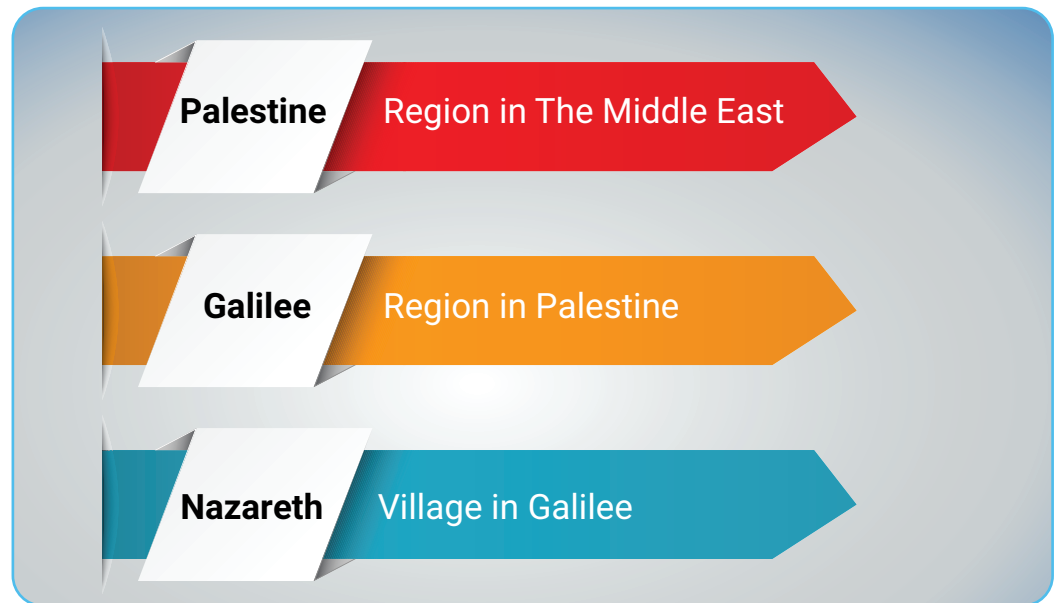 Palestine Region in The Middle East
Galilee Region in Palestine
Nazareth Village in Galilee